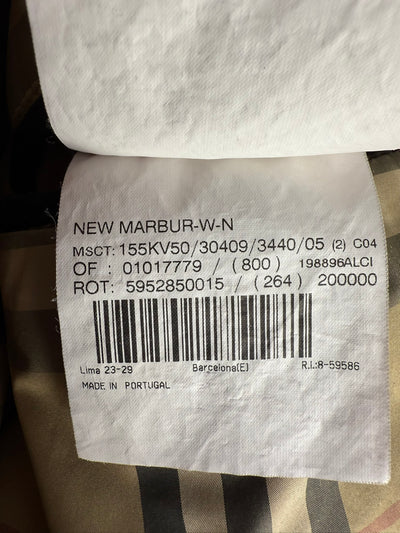 NEW MARBUR-W-N
MSCT: 155KV50/30409/3440/05 (2) C04
OF : 01017779 / (800) 198896ALCI
ROT: 5952850015 / (264) 200000
Lima 23-29 Barcelona(E) R.I.:8-59586
MADE IN PORTUGAL